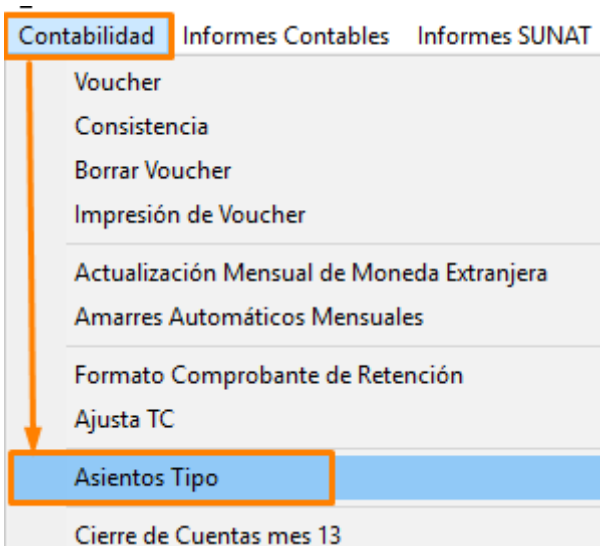 Contabilidad Informes Contables Informes SUNAT
Voucher
Consistencia
Borrar Voucher
Impresión de Voucher
Actualización Mensual de Moneda Extranjera
Amarres Automáticos Mensuales
Formato Comprobante de Retención
Ajusta TC
Asientos Tipo
Cierre de Cuentas mes 13